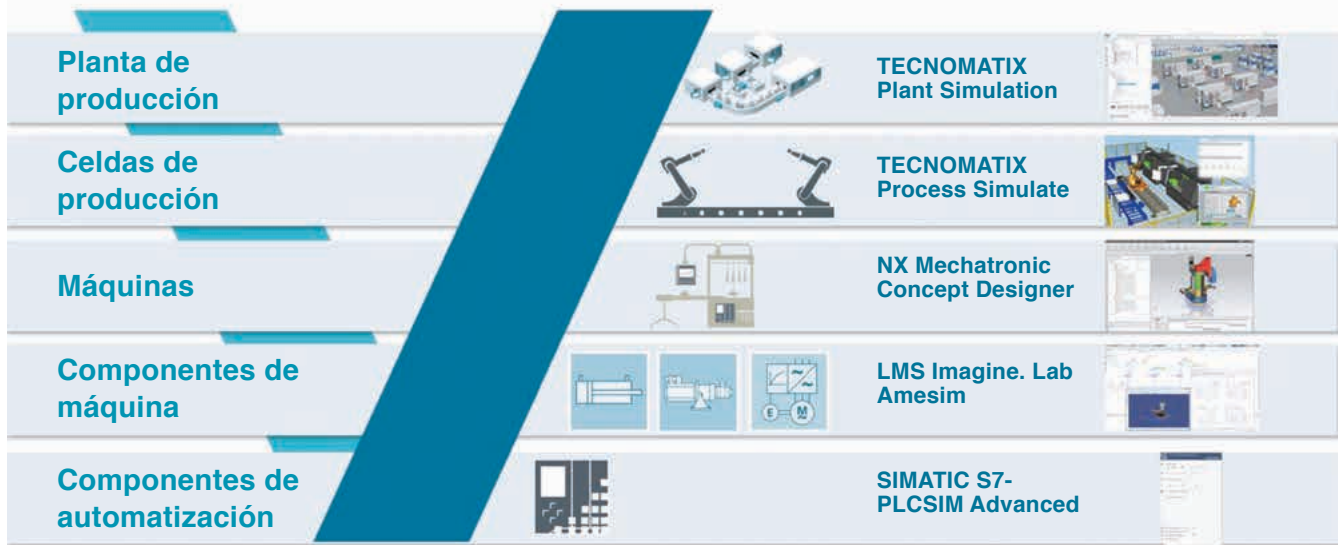 Planta de
producción
TECNOMATIX
Plant Simulation
Celdas de
producción
TECNOMATIX
Process Simulate
Máquinas
NX Mechatronic
Concept Designer
Componentes de
máquina
E
M
LMS Imagine. Lab
Amesim
Componentes de
automatización
SIMATIC S7-
PLCSIM Advanced